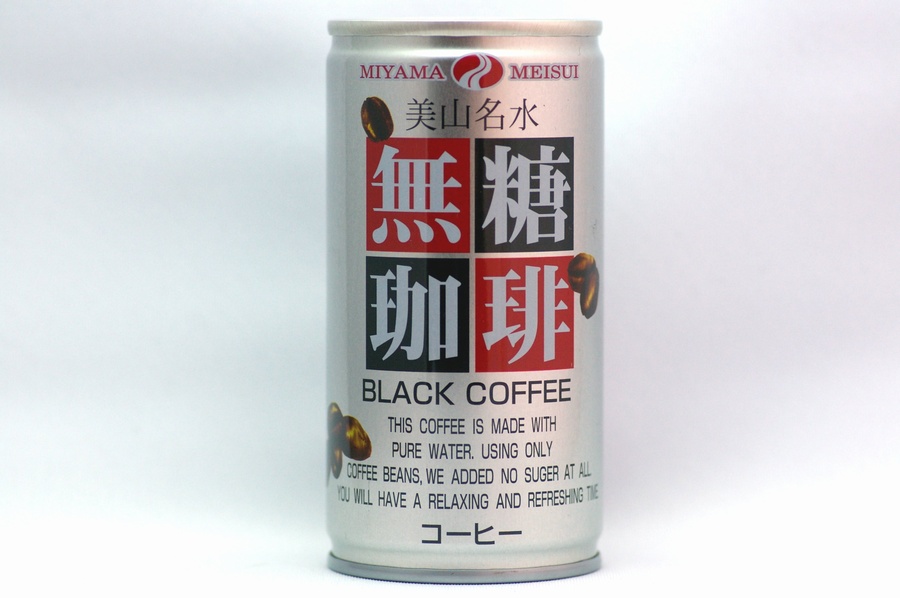 MIYAMA MEISUI
美山名水
無糖
珈琲
BLACK COFFEE
THIS COFFEE IS MADE WITH
PURE WATER. USING ONLY
COFFEE BEANS, WE ADDED NO SUGER AT ALL.
YOU WILL HAVE A RELAXING AND REFRESHING TIME
コーヒー